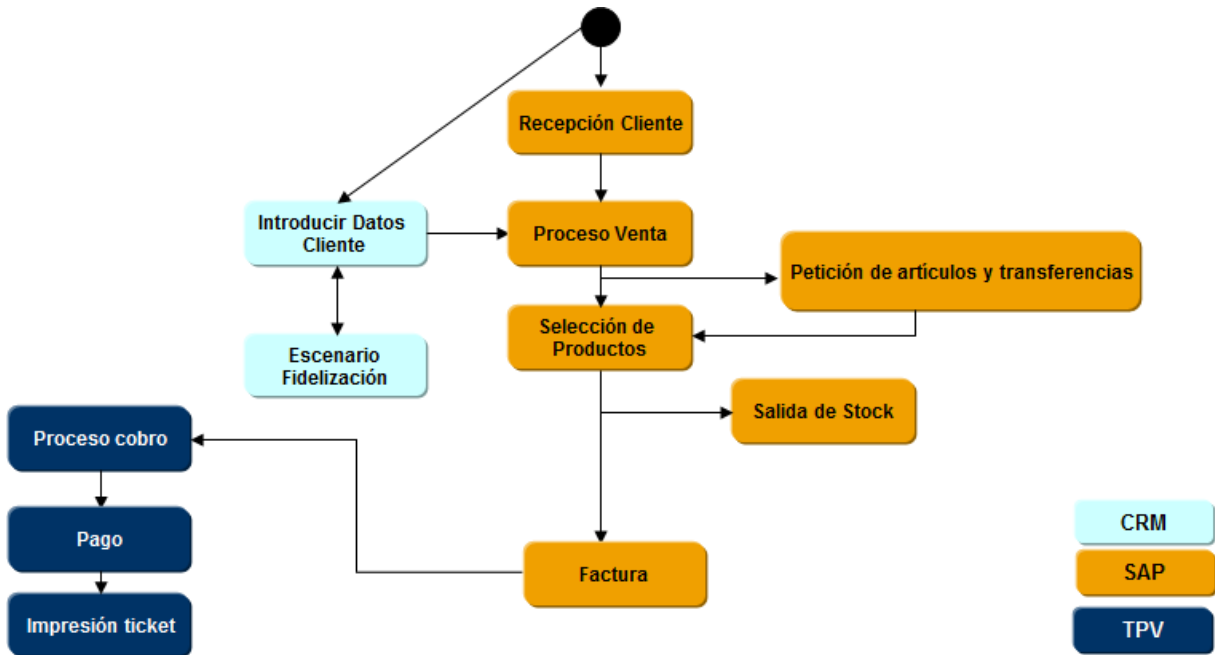 Recepción Cliente
Introducir Datos
Cliente
Proceso Venta
Petición de artículos y transferencias
Selección de
Productos
Escenario
Fidelización
Salida de Stock
Proceso cobro
Pago
Factura
Impresión ticket
CRM
SAP
TPV